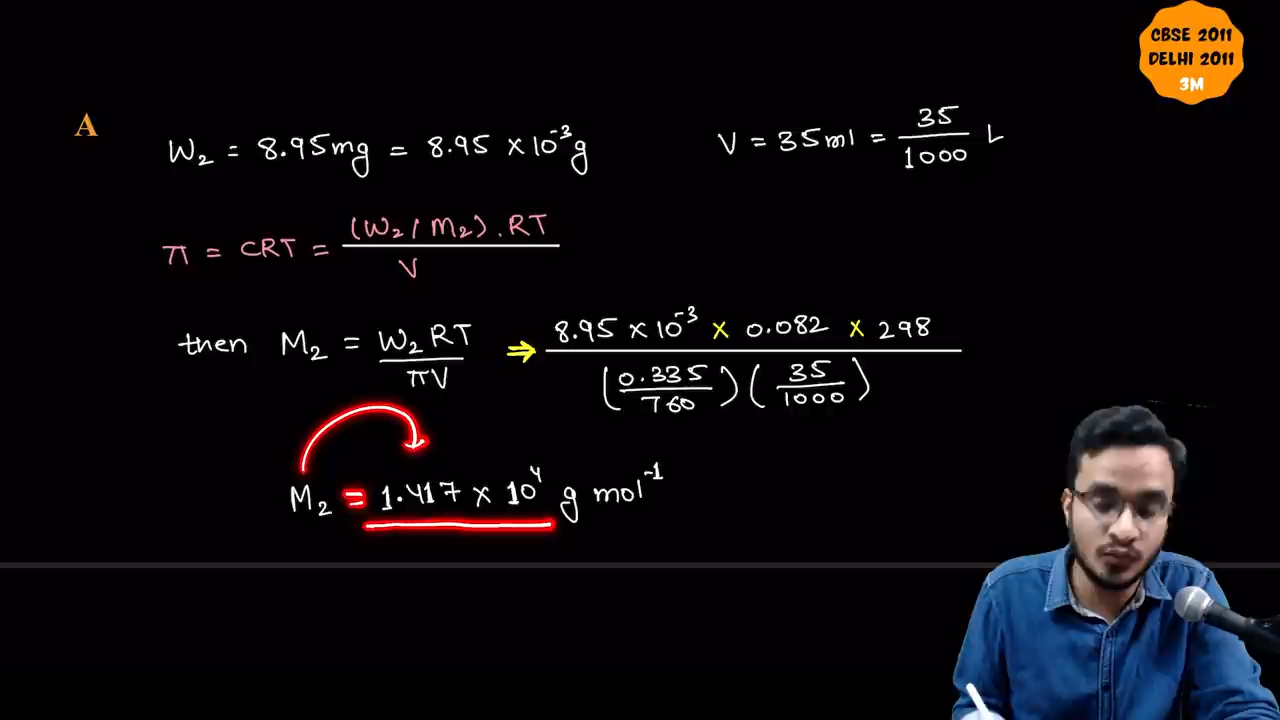 CBSE 2011
DELHI 2011
3M
A
W₂ = 8.95mg = 8.95 × 10⁻³g
V = 35ml = 35/1000 L
π = CRT = (W₂/M₂).RT / V
then M₂ = W₂RT / πV ⇒ 8.95 × 10⁻³ × 0.082 × 298 / (0.335/760)(35/1000)
M₂ = 1.417 × 10⁴ g mol⁻¹